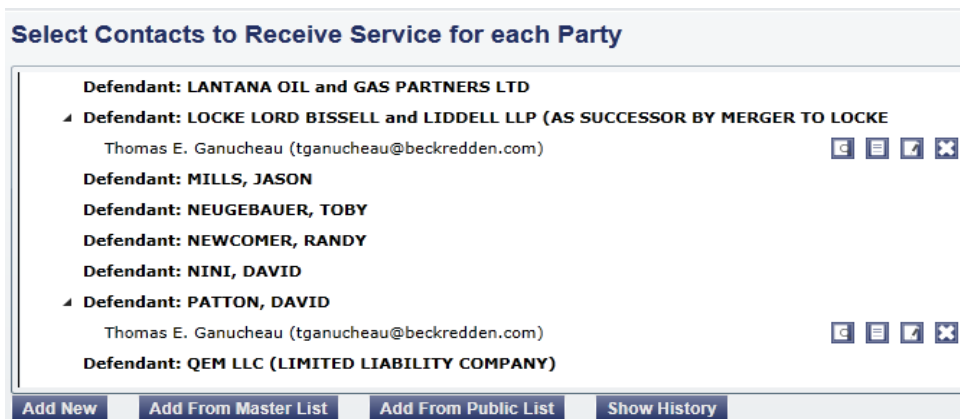 Select Contacts to Receive Service for each Party
Defendant: LANTANA OIL and GAS PARTNERS LTD
Defendant: LOCKE LORD BISSELL and LIDDELL LLP (AS SUCCESSOR BY MERGER TO LOCKE
Thomas E. Ganucheau (tganucheau@beckredden.com)
Defendant: MILLS, JASON
Defendant: NEUGEBAUER, TOBY
Defendant: NEWCOMER, RANDY
Defendant: NINI, DAVID
Defendant: PATTON, DAVID
Thomas E. Ganucheau (tganucheau@beckredden.com)
Defendant: QEM LLC (LIMITED LIABILITY COMPANY)
Add New Add From Master List Add From Public List Show History